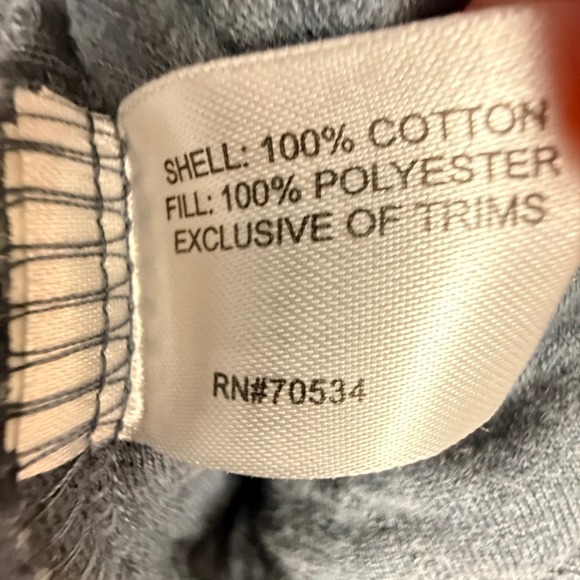 SHELL: 100% COTTON
FILL: 100% POLYESTER
EXCLUSIVE OF TRIMS
RN#70534